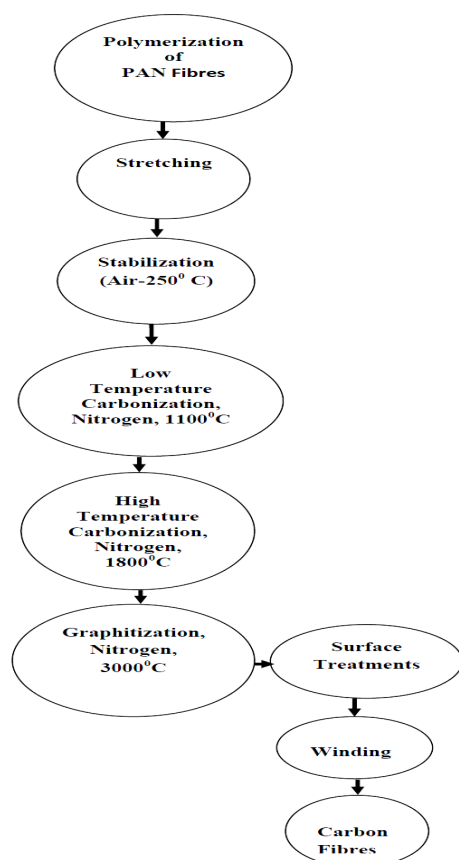 Polymerization
of
PAN Fibres
Stretching
Stabilization
(Air-250⁰ C)
Low
Temperature
Carbonization,
Nitrogen, 1100⁰C
High
Temperature
Carbonization,
Nitrogen,
1800⁰C
Graphitization,
Nitrogen,
3000⁰C
Surface
Treatments
Winding
Carbon
Fibres